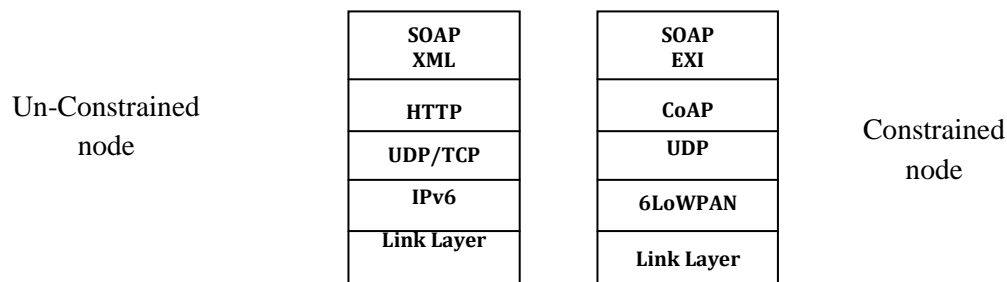 Un-Constrained
node
SOAP
XML
HTTP
UDP/TCP
IPv6
Link Layer
SOAP
EXI
CoAP
UDP
6LoWPAN
Link Layer
Constrained
node